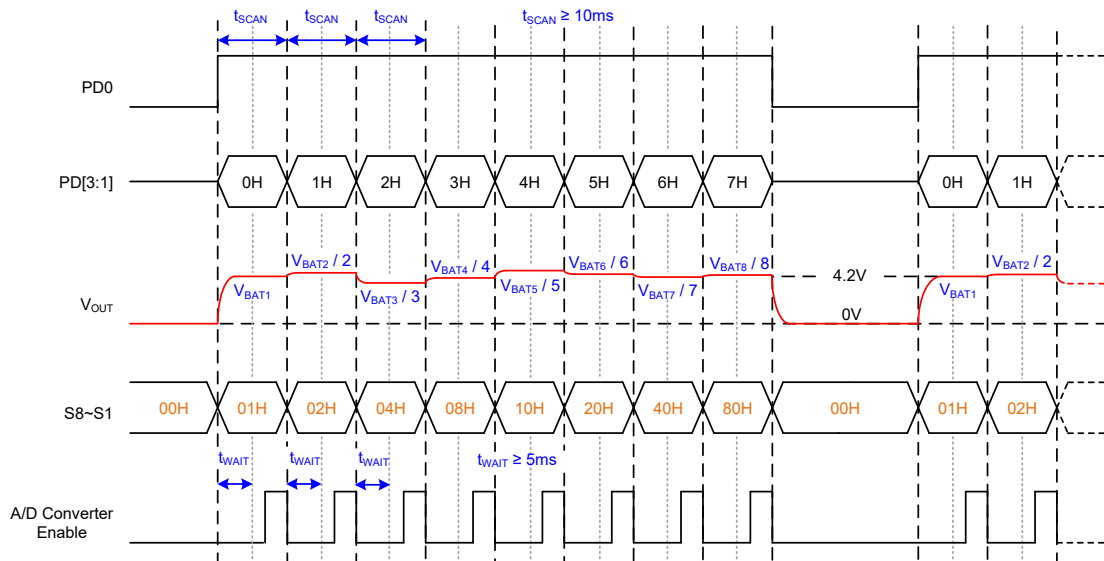 tSCAN tSCAN tSCAN tSCAN ≥ 10ms
PD0
PD[3:1] 0H 1H 2H 3H 4H 5H 6H 7H 0H 1H
VBAT1 VBAT2 / 2 VBAT3 / 3 VBAT4 / 4 VBAT5 / 5 VBAT6 / 6 VBAT7 / 7 VBAT8 / 8 4.2V VBAT1 VBAT2 / 2
VOUT 0V
S8~S1 00H 01H 02H 04H 08H 10H 20H 40H 80H 00H 01H 02H
tWAIT tWAIT tWAIT tWAIT ≥ 5ms
A/D Converter
Enable